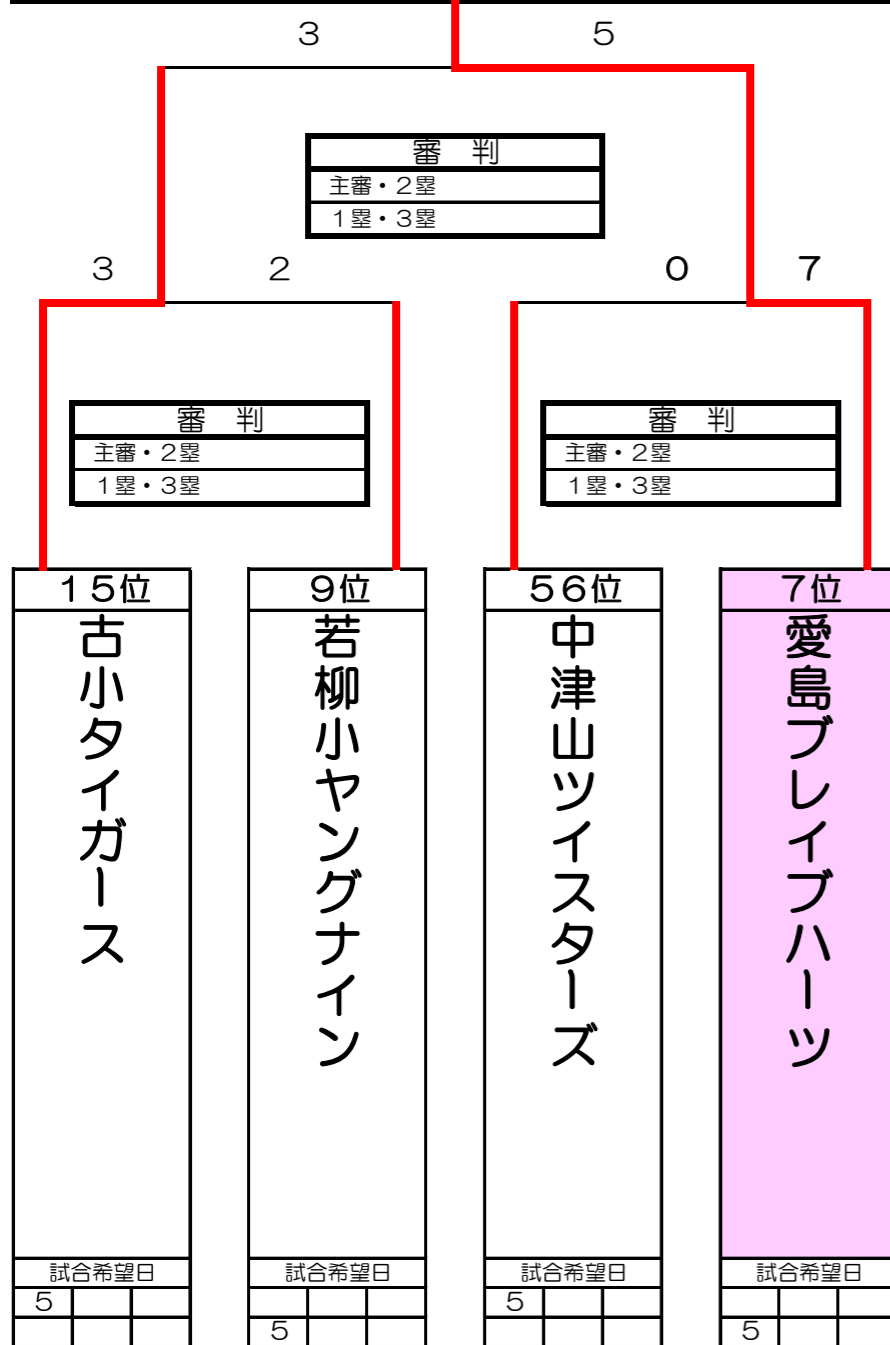 ３　５
審　判
主審・２塁
１塁・３塁
３　２
０　７
審　判
主審・２塁
１塁・３塁
審　判
主審・２塁
１塁・３塁
１５位
古小タイガース
試合希望日
５
９位
若柳小ヤングナイン
試合希望日
５
５６位
中津山ツイスターズ
試合希望日
５
７位
愛島ブレイブハーツ
試合希望日
５